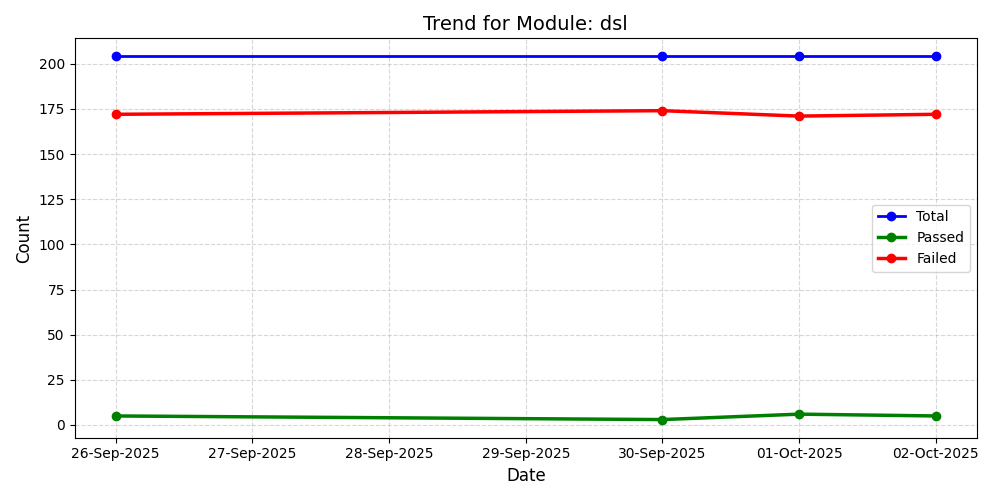 Trend for Module: dsl
Count
200
175
150
125
100
75
50
25
0
Total
Passed
Failed
26-Sep-2025 27-Sep-2025 28-Sep-2025 29-Sep-2025 30-Sep-2025 01-Oct-2025 02-Oct-2025
Date